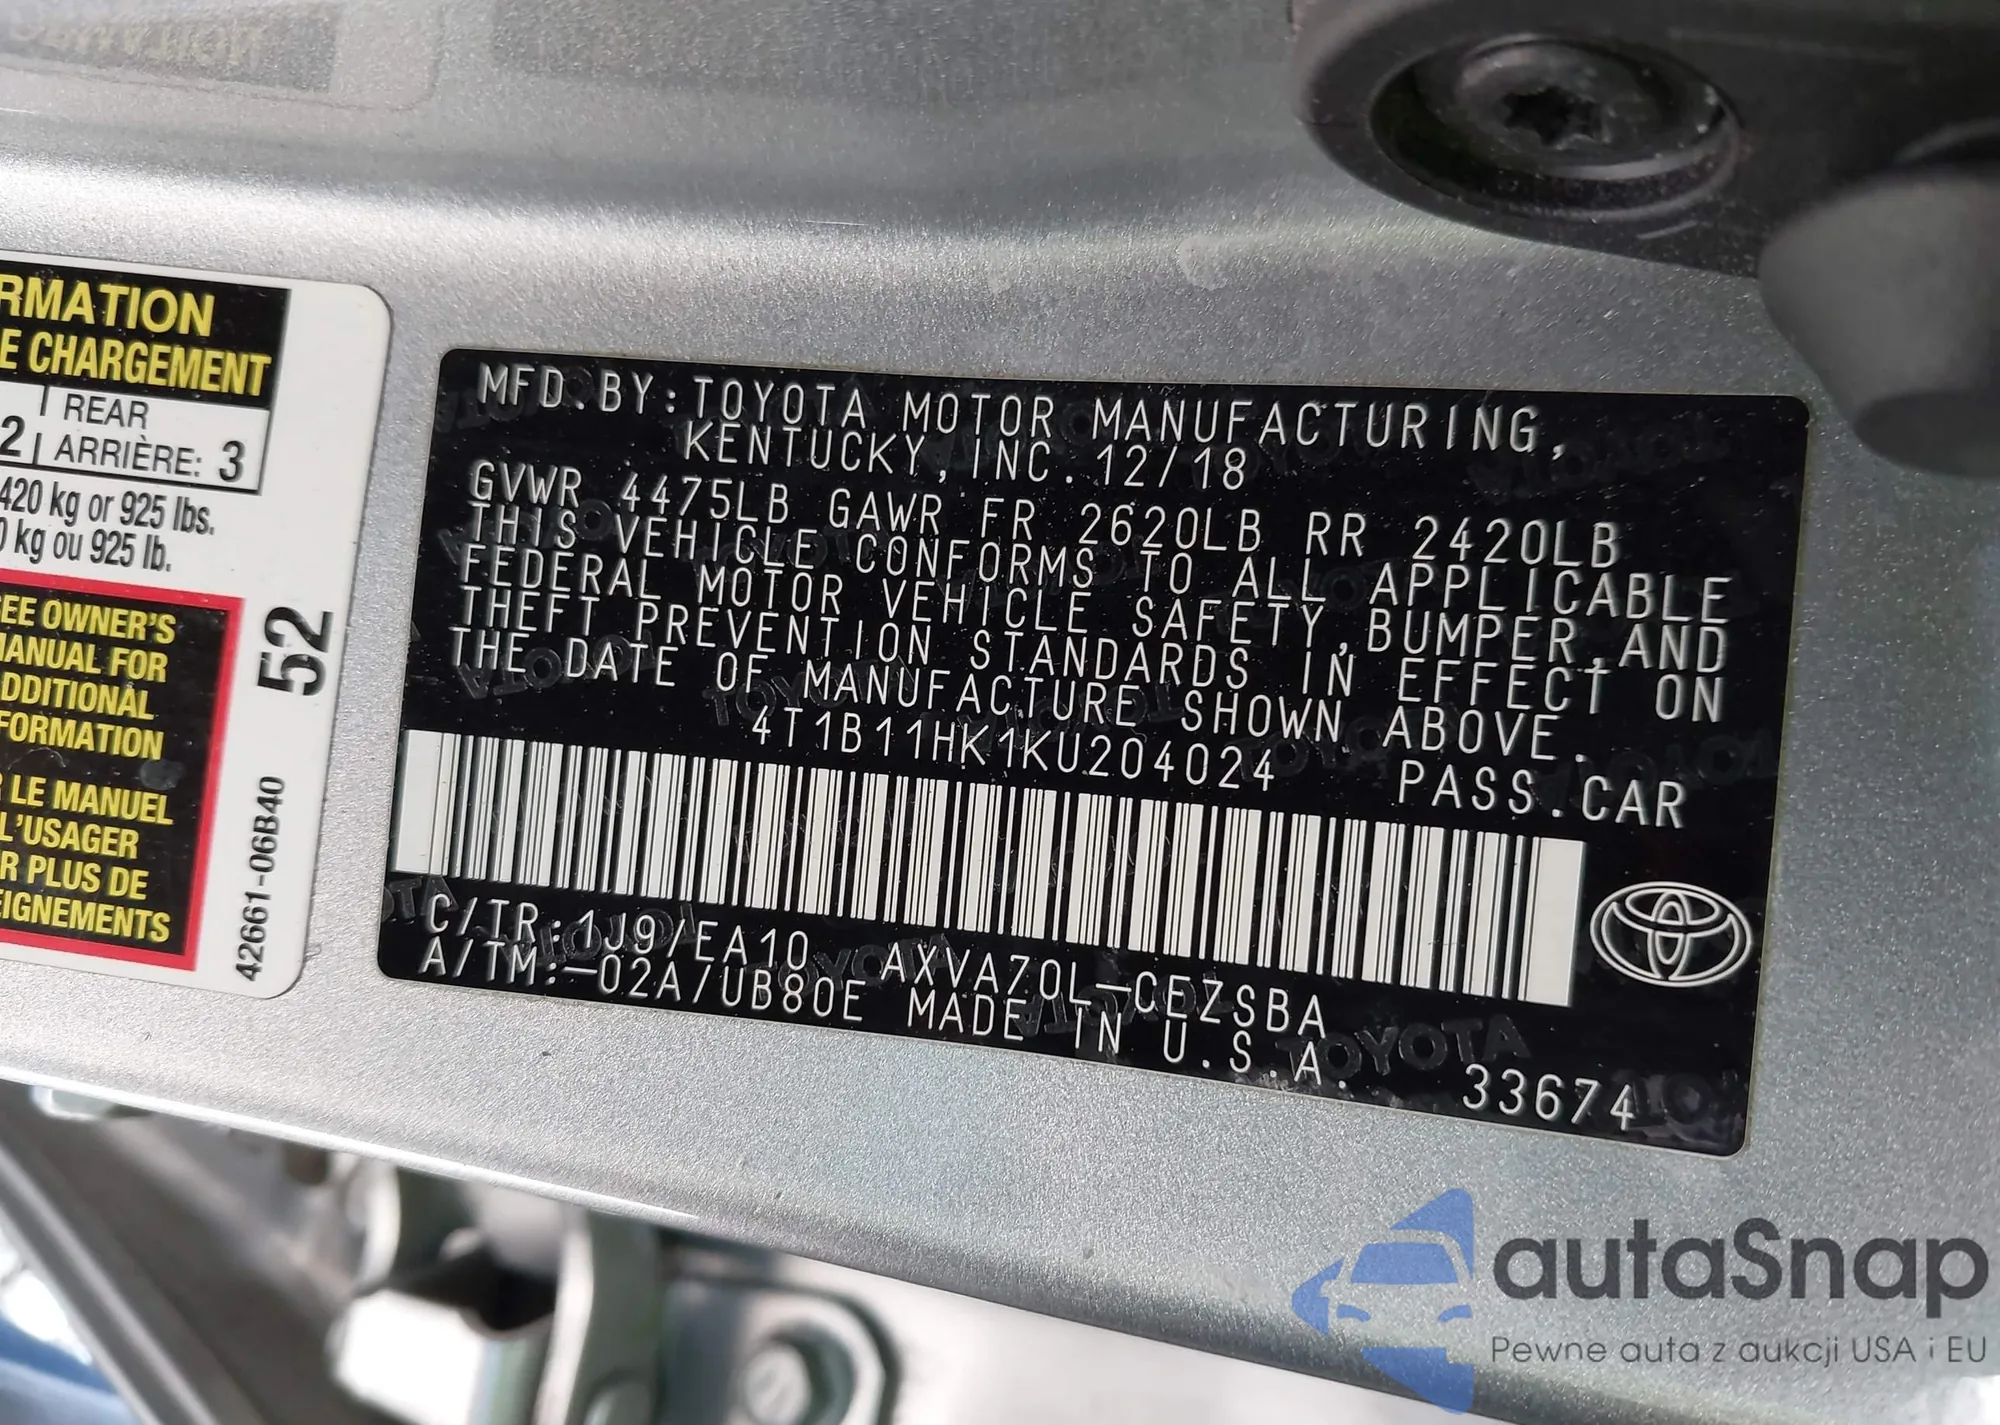 RMATION
E CHARGEMENT
REAR
2 ARRIÈRE: 3
420 kg or 925 lbs.
0 kg ou 925 lb.
SEE OWNER'S
MANUAL FOR
ADDITIONAL
FORMATION
R LE MANUEL
L'USAGER
R PLUS DE
EIGNEMENTS
52
42661-06B40
MFD.BY:TOYOTA MOTOR MANUFACTURING,
KENTUCKY,INC.12/18
GVWR 4475LB GAWR FR 2620LB RR 2420LB
THIS VEHICLE CONFORMS TO ALL APPLICABLE
FEDERAL MOTOR VEHICLE SAFETY,BUMPER,AND
THEFT PREVENTION STANDARDS IN EFFECT ON
THE DATE OF MANUFACTURE SHOWN ABOVE.
4T1B11HK1KU204024 PASS.CAR
C/TR:1J9/EA10 AXVA70L-CEZSBA
A/TM:-02A/UB80E MADE IN U.S.A. 33674
autaSnap
Pewne auta z aukcji USA i EU